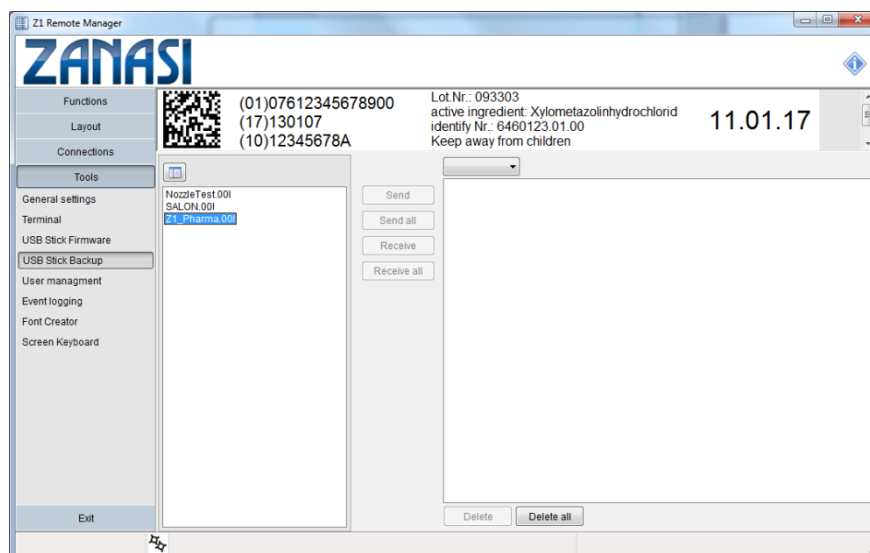 Z1 Remote Manager
ZANASI
Functions
Layout
Connections
Tools
General settings
Terminal
USB Stick Firmware
USB Stick Backup
User managment
Event logging
Font Creator
Screen Keyboard
Exit
(01)07612345678900
(17)130107
(10)12345678A
Lot.Nr.: 093303
active ingredient: Xylometazolinhydrochlorid
identify Nr.: 6460123.01.00
Keep away from children
11.01.17
NozzleTest.00I
SALON.00I
Z1_Pharma.00I
Send
Send all
Receive
Receive all
Delete
Delete all